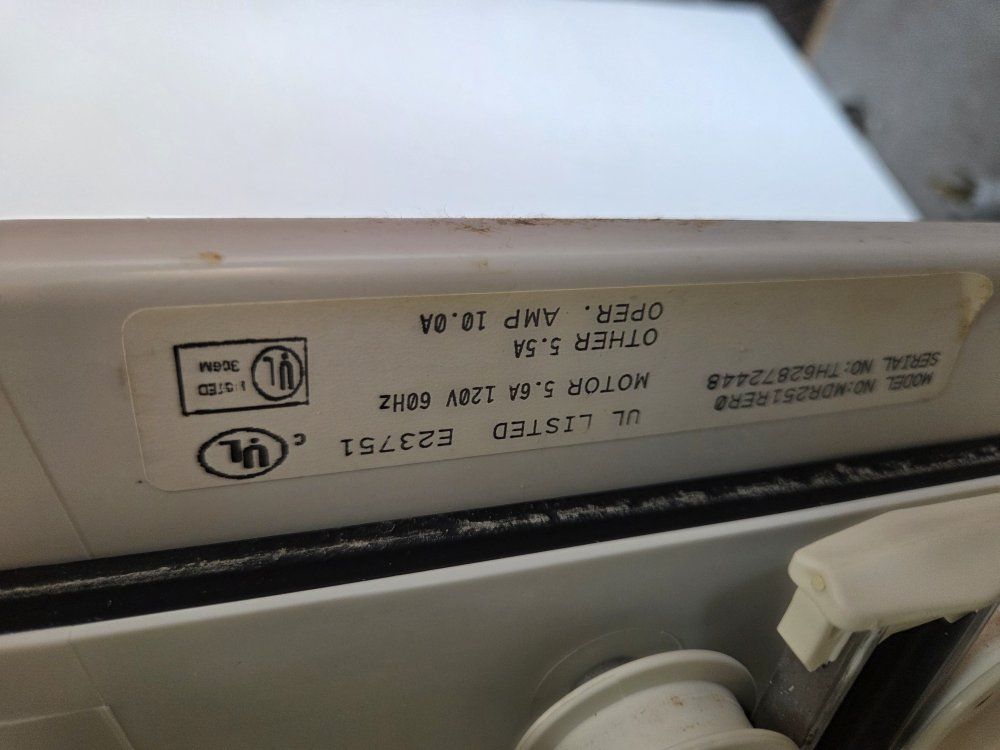 MODEL NO:MDR251RER0
SERIAL NO:TH62872448
UL LISTED E23751
MOTOR 5.6A 120V 60Hz
OTHER 5.5A
OPER. AMP 10.0A
C UL
UL LISTED
3G6M